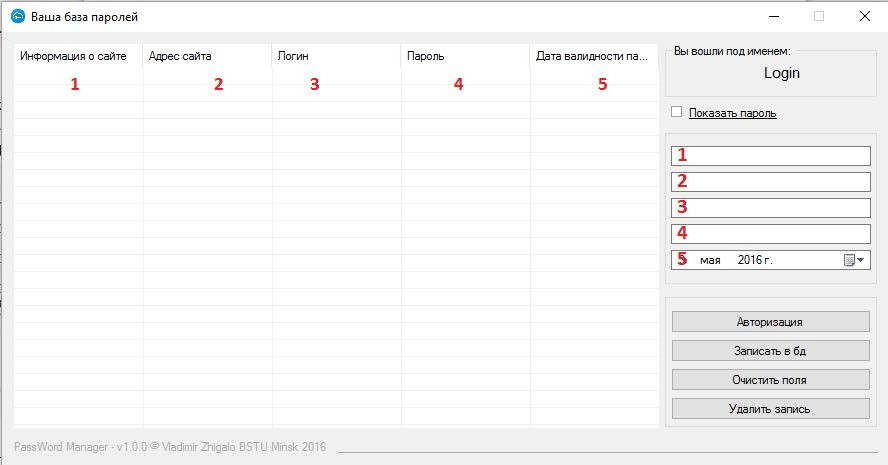 Ваша база паролей
Информация о сайте Адрес сайта Логин Пароль Дата валидности па...
1 2 3 4 5
Вы вошли под именем:
Login
Показать пароль
1
2
3
4
5 мая 2016 г.
Авторизация
Записать в бд
Очистить поля
Удалить запись
PassWord Manager - v1.0.0 © Vladimir Zhigalo BSTU Minsk 2016